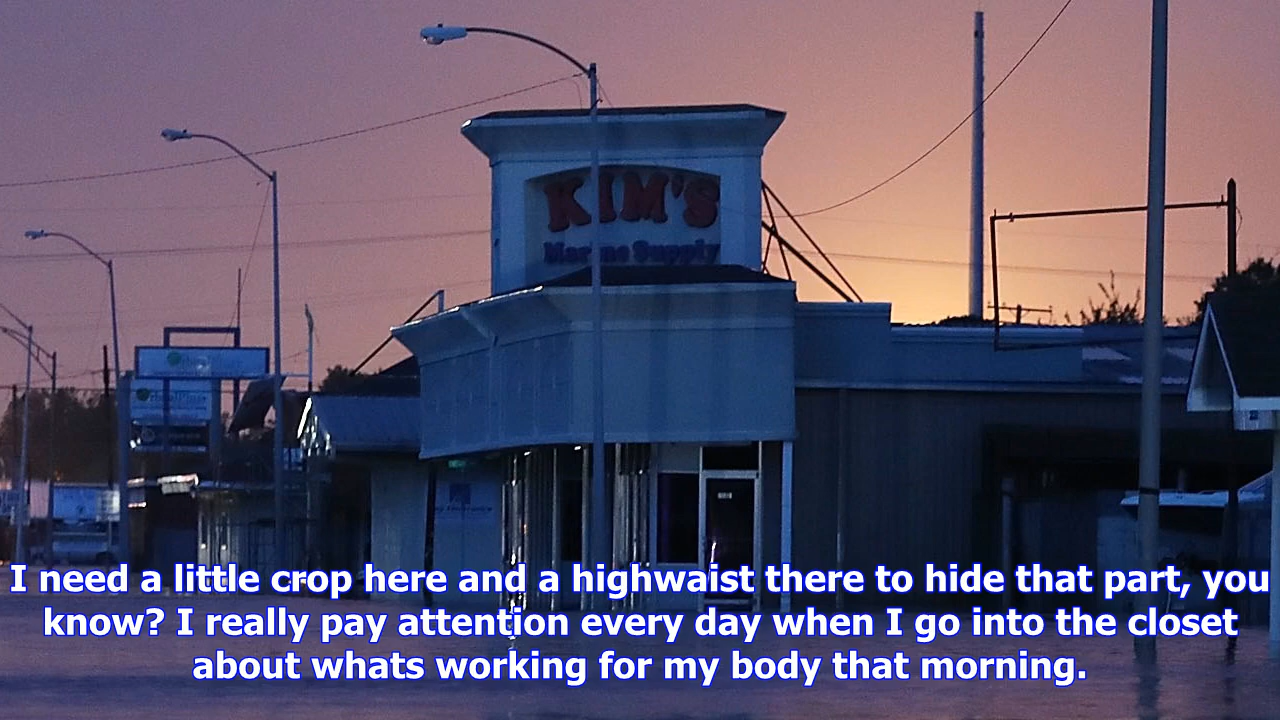 KIM'S
Marine Supply
I need a little crop here and a highwaist there to hide that part, you
know? I really pay attention every day when I go into the closet
about whats working for my body that morning.